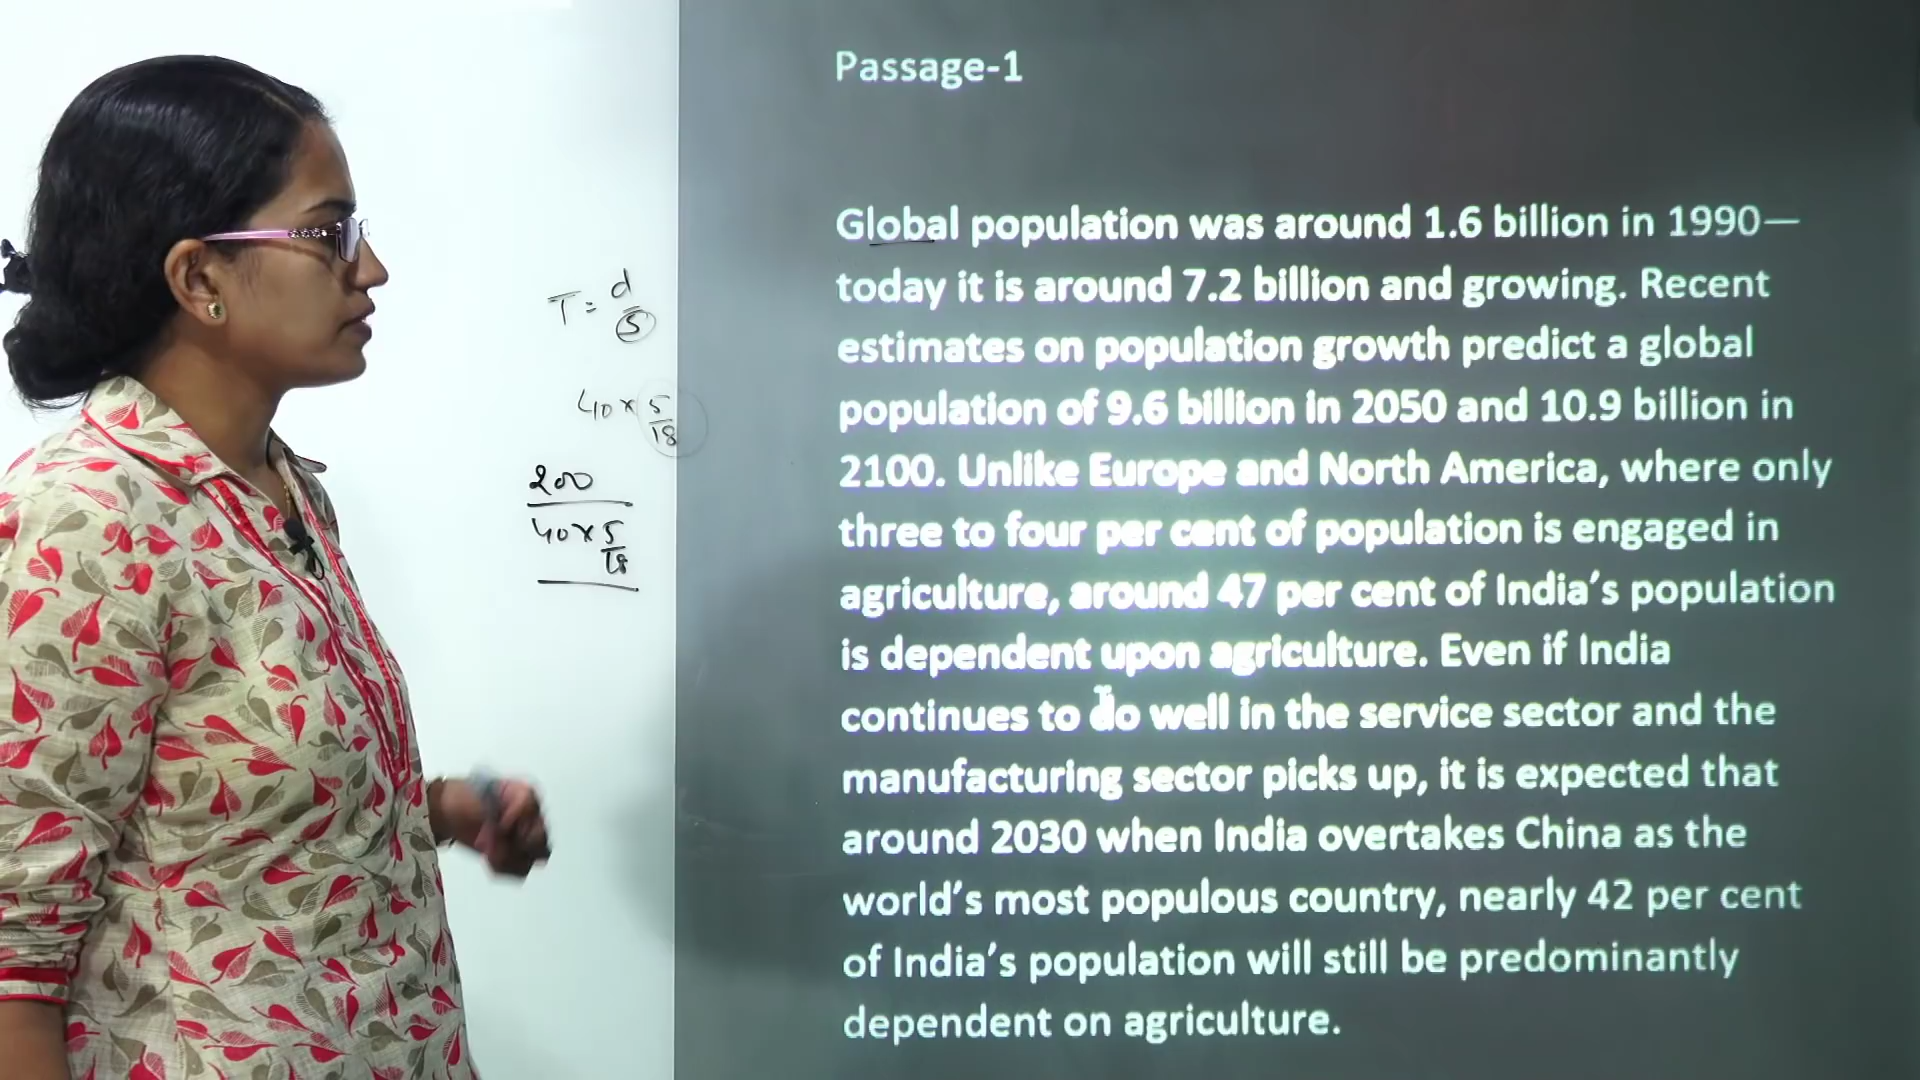 T = d/s
40 × 5/18
200
40 × 5/18
Passage-1
Global population was around 1.6 billion in 1990—
today it is around 7.2 billion and growing. Recent
estimates on population growth predict a global
population of 9.6 billion in 2050 and 10.9 billion in
2100. Unlike Europe and North America, where only
three to four per cent of population is engaged in
agriculture, around 47 per cent of India's population
is dependent upon agriculture. Even if India
continues to do well in the service sector and the
manufacturing sector picks up, it is expected that
around 2030 when India overtakes China as the
world's most populous country, nearly 42 per cent
of India's population will still be predominantly
dependent on agriculture.